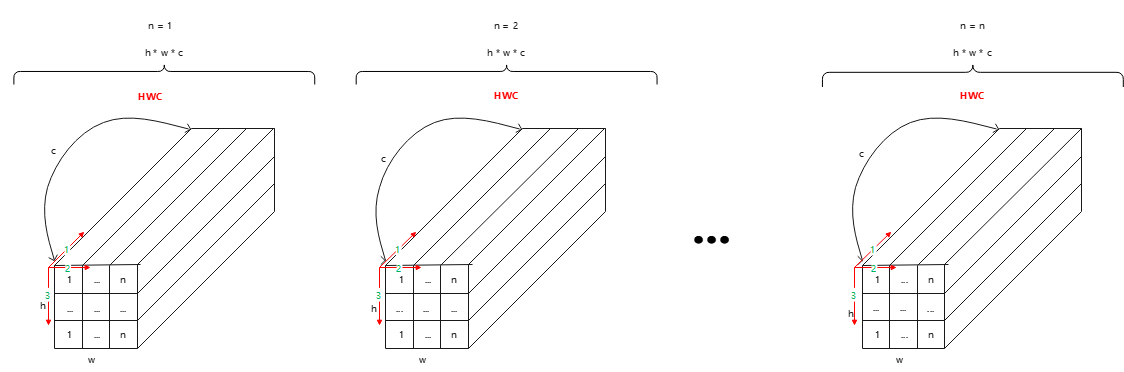 n = 1
h * w * c
HWC
c
1
2
3
h
1 ... n
... ... ...
1 ... n
w
n = 2
h * w * c
HWC
c
1
2
3
h
1 ... n
... ... ...
1 ... n
w
•••
n = n
h * w * c
HWC
c
1
2
3
h
1 ... n
... ... ...
1 ... n
w